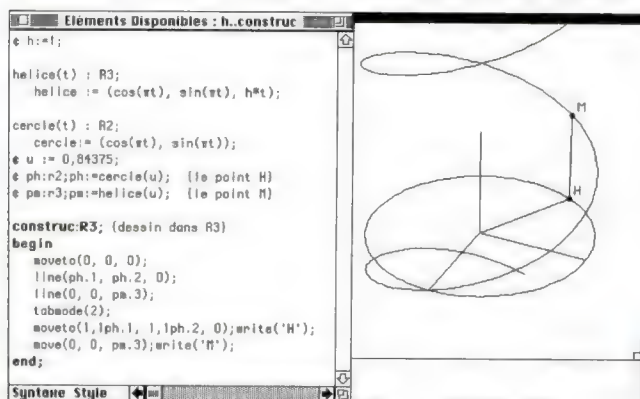 Eléments Disponibles : h..construc
¢ h:=1;
helice(t) : R3;
helice := (cos(πt), sin(πt), h*t);
cercle(t) : R2;
cercle:= (cos(πt), sin(πt));
¢ u := 0,84375;
¢ ph:r2;ph:=cercle(u); {le point H}
¢ pm:r3;pm:=helice(u); {le point M}
construc:R3; {dessin dans R3}
begin
moveto(0, 0, 0);
line(ph.1, ph.2, 0);
line(0, 0, pm.3);
tabmode(2);
moveto(1,1ph.1, 1,1ph.2, 0);write('H');
move(0, 0, pm.3);write('M');
end;
Syntaxe Style
M
H